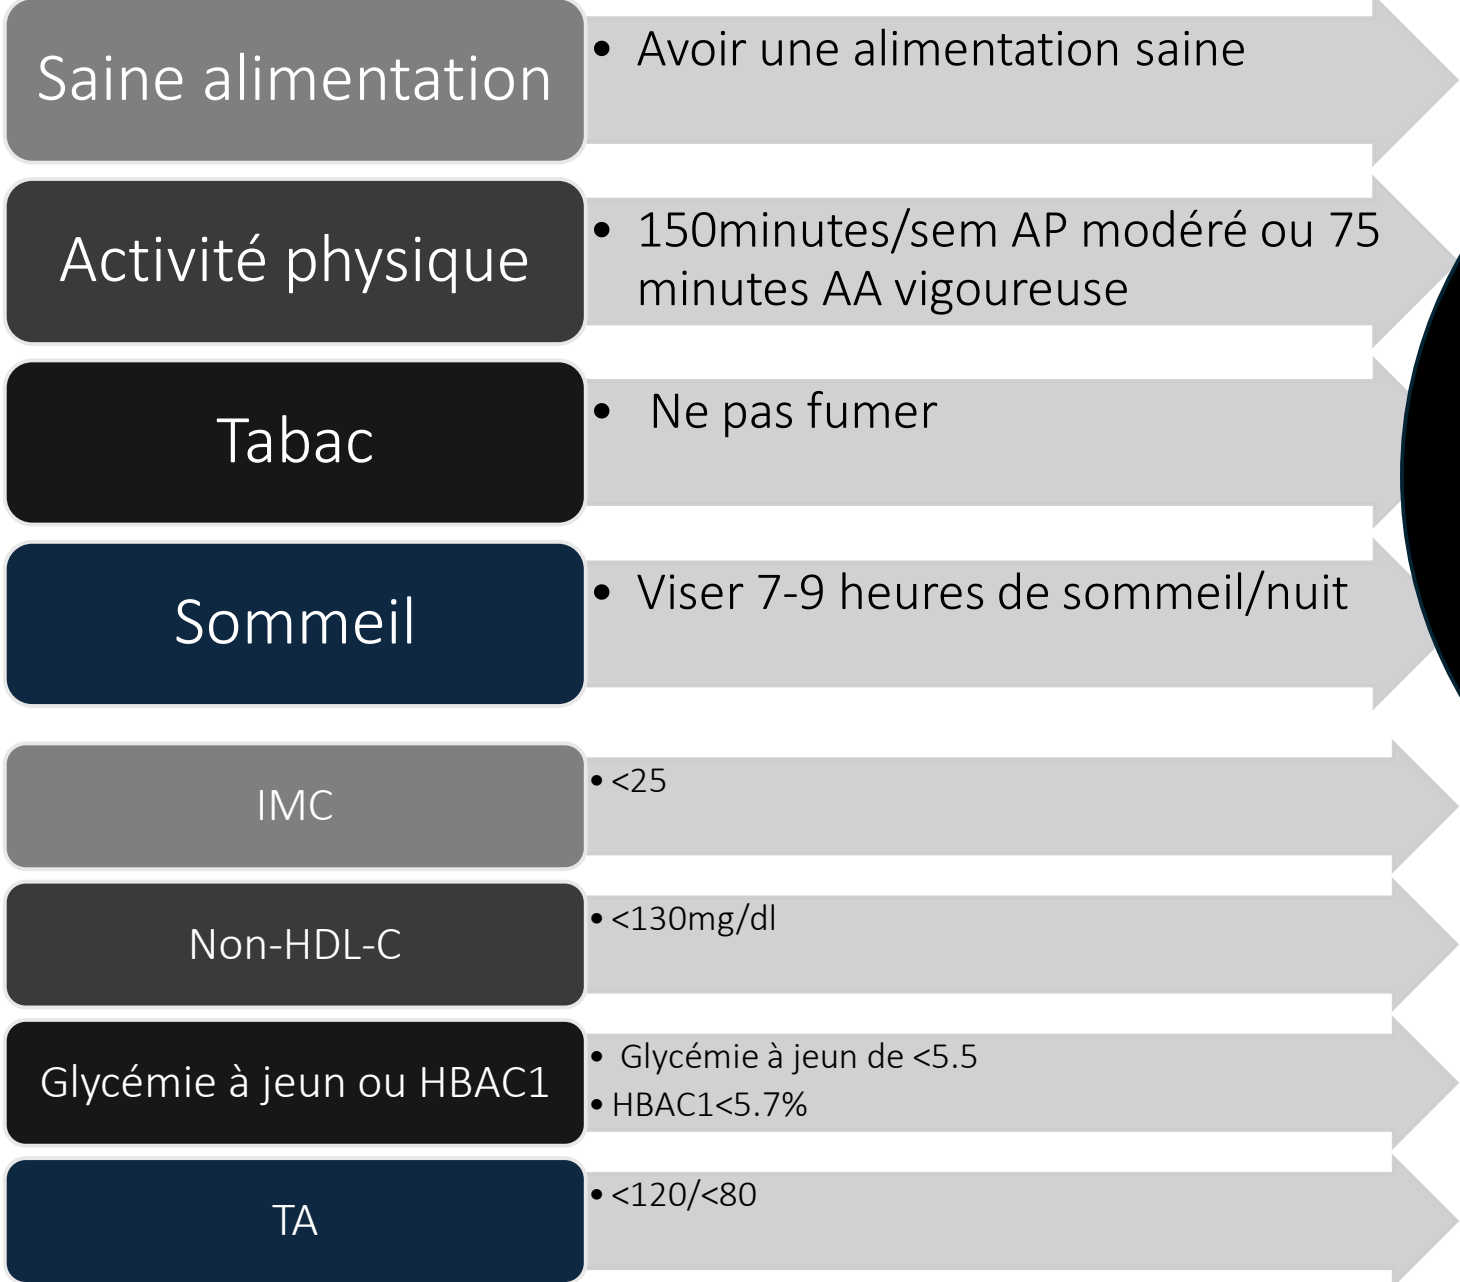 Saine alimentation
• Avoir une alimentation saine
Activité physique
• 150minutes/sem AP modéré ou 75
minutes AA vigoureuse
Tabac
• Ne pas fumer
Sommeil
• Viser 7-9 heures de sommeil/nuit
IMC
• <25
Non-HDL-C
• <130mg/dl
Glycémie à jeun ou HBAC1
• Glycémie à jeun de <5.5
• HBAC1<5.7%
TA
• <120/<80